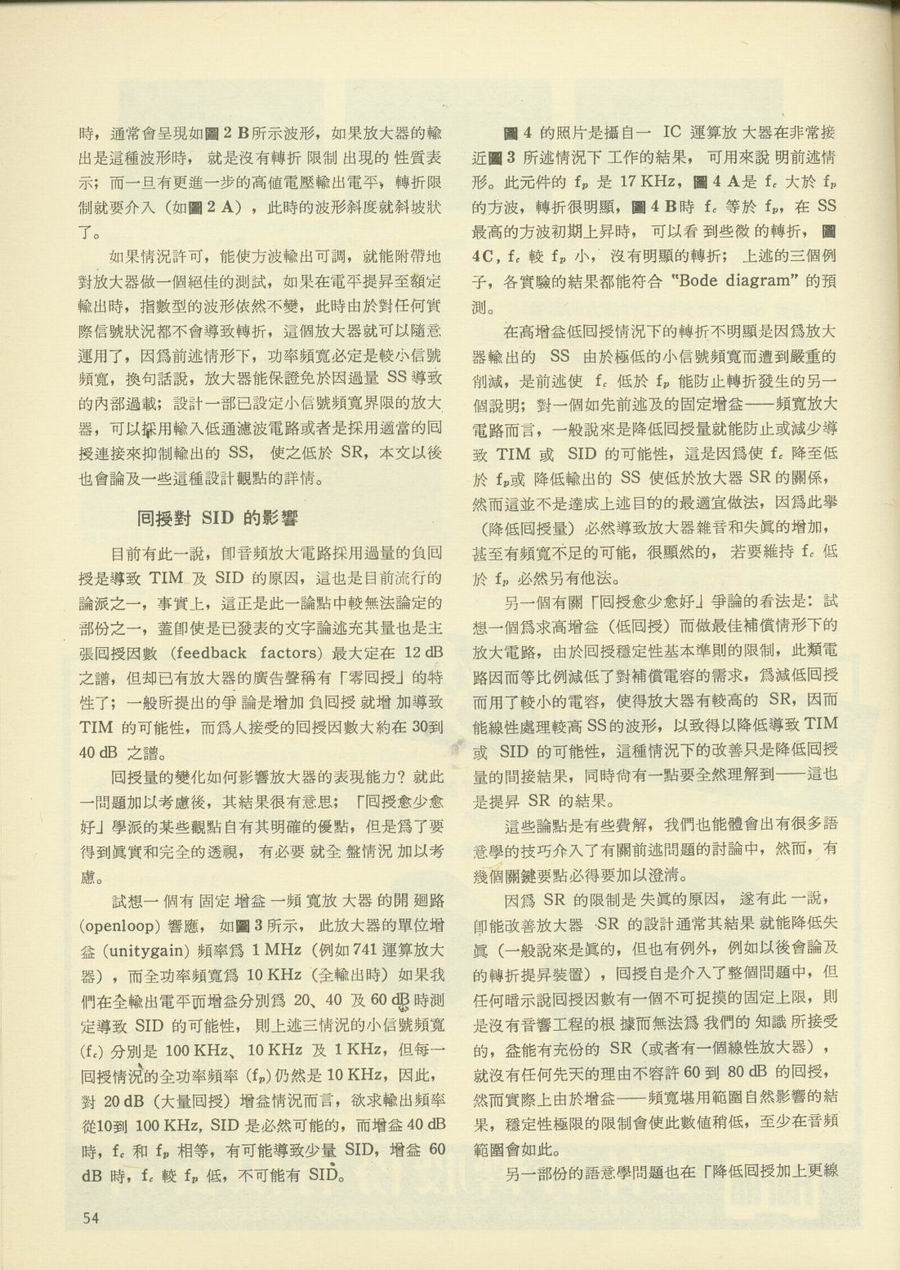 時，通常會呈現如圖 2 B所示波形，如果放大器的輸
出是這種波形時， 就是沒有轉折 限制 出現的 性質表
示；而一旦有更進一步的高値電壓輸出電平，轉折限
制就要介入（如圖 2 A），此時的波形斜度就斜坡狀
了。
如果情況許可，能使方波輸出可調，就能附帶地
對放大器做一個絕佳的測試，如果在電平提昇至額定
輸出時，指數型的波形依然不變，此時由於對任何實
際信號狀況都不會導致轉折，這個放大器就可以隨意
運用了，因爲前述情形下，功率頻寬必定是較小信號
頻寬，換句話說，放大器能保證免於因過量 SS 導致
的內部過載；設計一部已設定小信號頻寬界限的放大
器，可以採用輸入低通濾波電路或者是採用適當的囘
授連接來抑制輸出的 SS， 使之低於 SR，本文以後
也會論及一些這種設計觀點的詳情。
囘授對 SID 的影響
目前有此一說，卽音頻放大電路採用過量的負囘
授是導致 TIM 及 SID 的原因，這也是目前流行的
論派之一，事實上，這正是此一論點中較無法論定的
部份之一，蓋卽使是已發表的文字論述充其量也是主
張囘授因數 (feedback factors) 最大定在 12 dB
之譜，但却已有放大器的廣告聲稱有「零囘授」的特
性了；一般所提出的爭 論是增加 負囘授 就增 加導致
TIM 的可能性，而爲人接受的囘授因數大約在 30到
40 dB 之譜。
囘授量的變化如何影響放大器的表現能力？就此
一問題加以考慮後，其結果很有意思；「囘授愈少愈
好」學派的某些觀點自有其明確的優點，但是爲了要
得到眞實和完全的透視， 有必要 就全 盤情況 加以考
慮。
試想一 個有 固定 增益 一頻 寬放 大器 的開 廻路
(openloop) 響應， 如圖 3 所示， 此放大器的單位增
益 (unitygain) 頻率爲 1 MHz（例如 741 運算放大
器），而全功率頻寬爲 10 KHz（全輸出時）如果我
們在全輸出電平而增益分別爲 20、40 及 60 dB 時測
定導致 SID 的可能性， 則上述三情況的小信號頻寬
(fc) 分別是 100 KHz、10 KHz 及 1 KHz，但每一
囘授情況的全功率頻率 (fp) 仍然是 10 KHz，因此，
對 20 dB（大量囘授）增益情況而言，欲求輸出頻率
從10到 100 KHz, SID 是必然可能的，而增益 40 dB
時，fc 和 fp 相等，有可能導致少量 SID，增益 60
dB 時，fc 較 fp 低，不可能有 SID。
圖 4 的照片是攝自一 IC 運算放 大器在非常接
近圖 3 所述情況下 工作的結果， 可用來說 明前述情
形。此元件的 fp 是 17 KHz，圖 4 A是 fc 大於 fp
的方波，轉折很明顯，圖 4 B時 fc 等於 fp，在 SS
最高的方波初期上昇時， 可以看 到些微 的轉折， 圖
4C, fc 較 fp 小， 沒有明顯的轉折； 上述的三個例
子，各實驗的結果都能符合 “Bode diagram” 的預
測。
在高增益低囘授情況下的轉折不明顯是因爲放大
器輸出的 SS 由於極低的小信號頻寬而遭到嚴重的
削減，是前述使 fc 低於 fp 能防止轉折發生的另一
個說明；對一個如先前述及的固定增益——頻寬放大
電路而言，一般說來是降低囘授量就能防止或減少導
致 TIM 或 SID 的可能性，這是因爲使 fc 降至低
於 fp或 降低輸出的 SS 使低於放大器 SR 的關係，
然而這並不是達成上述目的的最適宜做法，因爲此擧
（降低囘授量）必然導致放大器雜音和失眞的增加，
甚至有頻寬不足的可能，很顯然的， 若要維持 fc 低
於 fp 必然另有他法。
另一個有關「囘授愈少愈好」爭論的看法是：試
想一個爲求高增益（低囘授）而做最佳補償情形下的
放大電路，由於囘授穩定性基本準則的限制，此類電
路因而等比例減低了對補償電容的需求，爲減低囘授
而用了較小的電容，使得放大器有較高的 SR，因而
能線性處理較高 SS 的波形，以致得以降低導致 TIM
或 SID 的可能性，這種情況下的改善只是降低囘授
量的間接結果，同時尙有一點要全然理解到——這也
是提昇 SR 的結果。
這些論點是有些費解，我們也能體會出有很多語
意學的技巧介入了有關前述問題的討論中，然而，有
幾個關鍵要點必得要加以澄淸。
因爲 SR 的限制是 失眞的原因， 遂有此 一說，
卽能改善放大器 SR 的設計通常其結果 就能降低失
眞（一般說來是眞的，但也有例外，例如以後會論及
的轉折提昇裝置），囘授自是介入了整個問題中，但
任何暗示說囘授因數有一個不可捉摸的固定上限，則
是沒有音響工程的根 據而無法爲 我們的 知識 所接受
的，益能有充份的 SR（或者有一個線性放大器），
就沒有任何先天的理由不容許 60 到 80 dB 的囘授，
然而實際上由於增益——頻寬堪用範圍自然影響的結
果，穩定性極限的限制會使此數値稍低，至少在音頻
範圍會如此。
另一部份的語意學問題也在「降低囘授加上更線
54